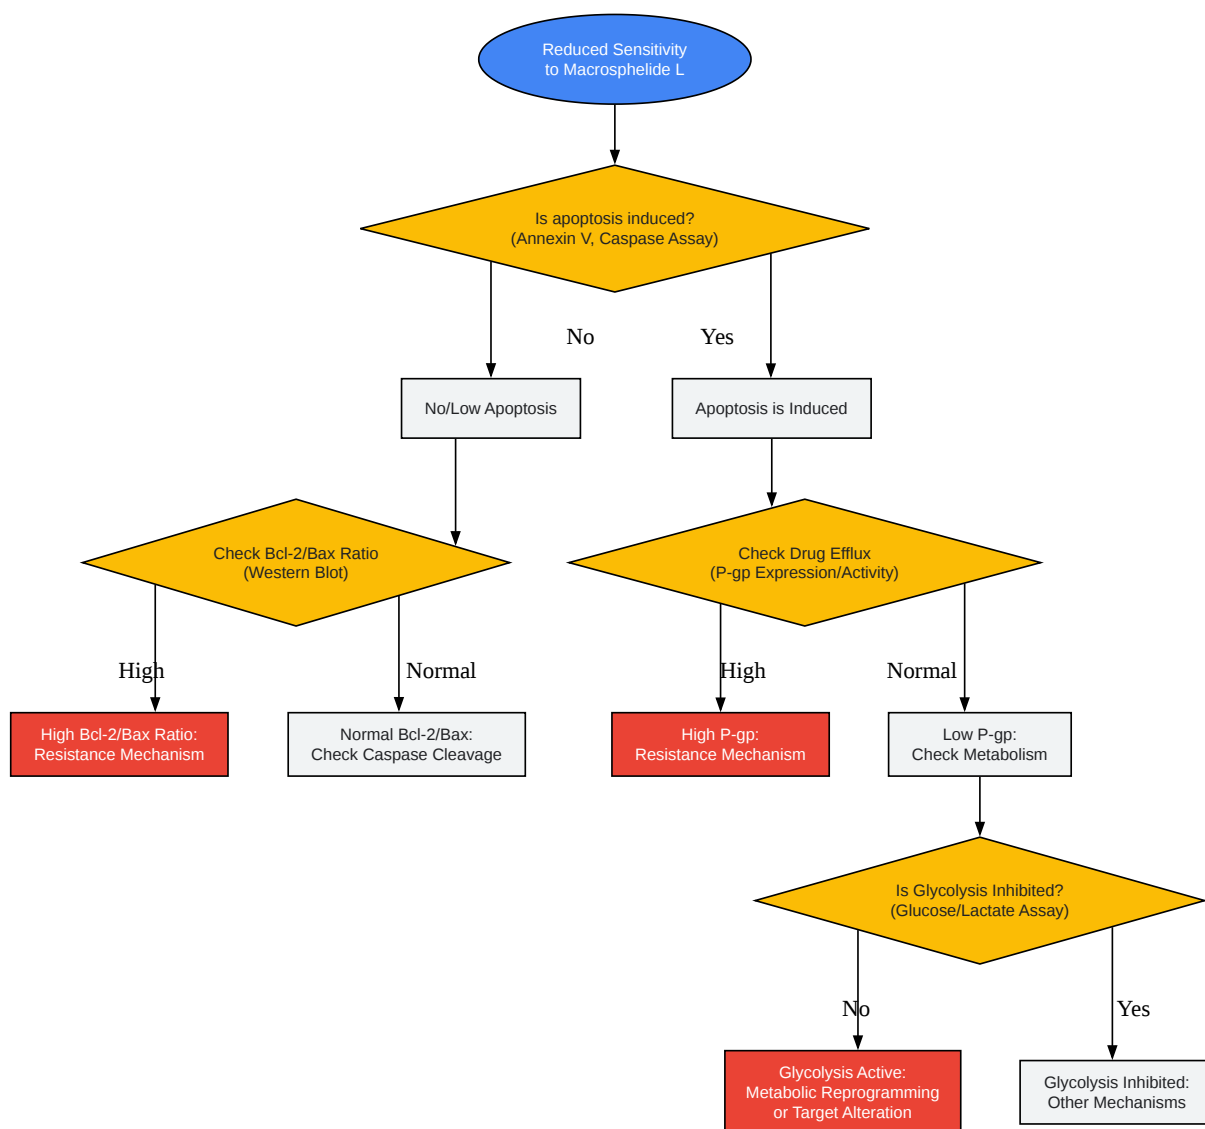 Reduced Sensitivity
to Macrosphelide L
Is apoptosis induced?
(Annexin V, Caspase Assay)
No
Yes
No/Low Apoptosis
Apoptosis is Induced
Check Bcl-2/Bax Ratio
(Western Blot)
Check Drug Efflux
(P-gp Expression/Activity)
High
Normal
High
Normal
High Bcl-2/Bax Ratio:
Resistance Mechanism
Normal Bcl-2/Bax:
Check Caspase Cleavage
High P-gp:
Resistance Mechanism
Low P-gp:
Check Metabolism
Is Glycolysis Inhibited?
(Glucose/Lactate Assay)
No
Yes
Glycolysis Active:
Metabolic Reprogramming
or Target Alteration
Glycolysis Inhibited:
Other Mechanisms